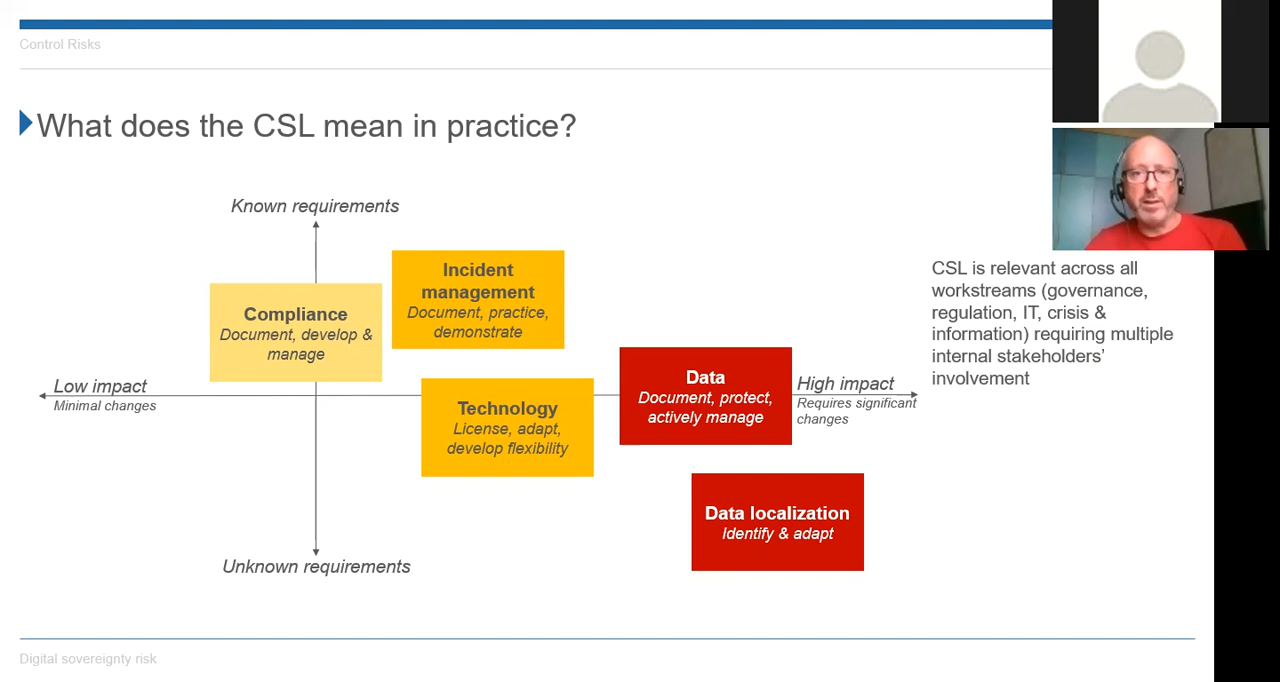 Control Risks
What does the CSL mean in practice?
Known requirements
Incident
management
Document, practice,
demonstrate
Compliance
Document, develop &
manage
Low impact
Minimal changes
Technology
License, adapt,
develop flexibility
Data
Document, protect,
actively manage
High impact
Requires significant
changes
Data localization
Identify & adapt
Unknown requirements
CSL is relevant across all
workstreams (governance,
regulation, IT, crisis &
information) requiring multiple
internal stakeholders’
involvement
Digital sovereignty risk